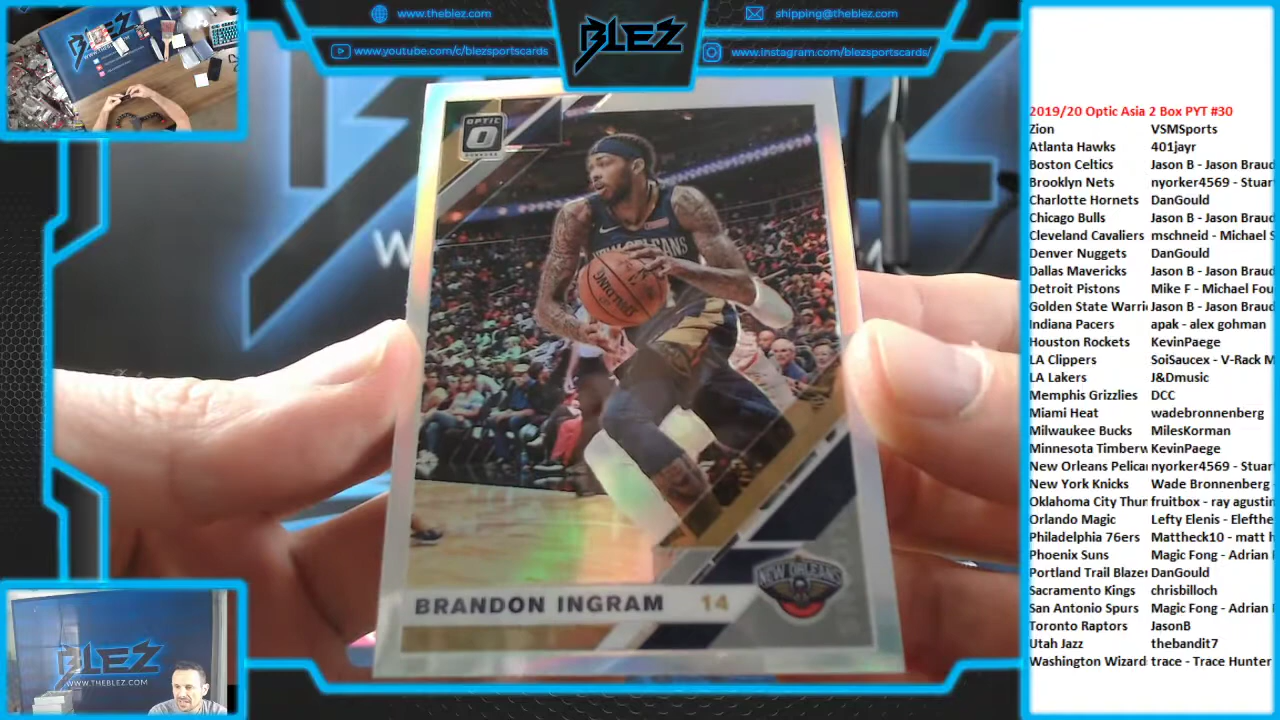 www.theblez.com
shipping@theblez.com
BLEZ
www.youtube.com/c/blezsportscards
www.instagram.com/blezsportscards/
OPTIC
NEW ORLEANS
SPALDING
BRANDON INGRAM 14
NEW ORLEANS
BLEZ
WWW.THEBLEZ.COM
2019/20 Optic Asia 2 Box PYT #30
Zion VSMSports
Atlanta Hawks 401jayr
Boston Celtics Jason B - Jason Braud
Brooklyn Nets nyorker4569 - Stuar
Charlotte Hornets DanGould
Chicago Bulls Jason B - Jason Braud
Cleveland Cavaliers mschneid - Michael S
Denver Nuggets DanGould
Dallas Mavericks Jason B - Jason Braud
Detroit Pistons Mike F - Michael Fou
Golden State Warri Jason B - Jason Braud
Indiana Pacers apak - alex gohman
Houston Rockets KevinPaege
LA Clippers SoiSaucex - V-Rack M
LA Lakers J&Dmusic
Memphis Grizzlies DCC
Miami Heat wadebronnenberg
Milwaukee Bucks MilesKorman
Minnesota Timberw KevinPaege
New Orleans Pelica nyorker4569 - Stuar
New York Knicks Wade Bronnenberg
Oklahoma City Thun fruitbox - ray agustin
Orlando Magic Lefty Elenis - Elefthe
Philadelphia 76ers Mattheck10 - matt h
Phoenix Suns Magic Fong - Adrian
Portland Trail Blazer DanGould
Sacramento Kings chrisbilloch
San Antonio Spurs Magic Fong - Adrian
Toronto Raptors JasonB
Utah Jazz thebandit7
Washington Wizard trace - Trace Hunter